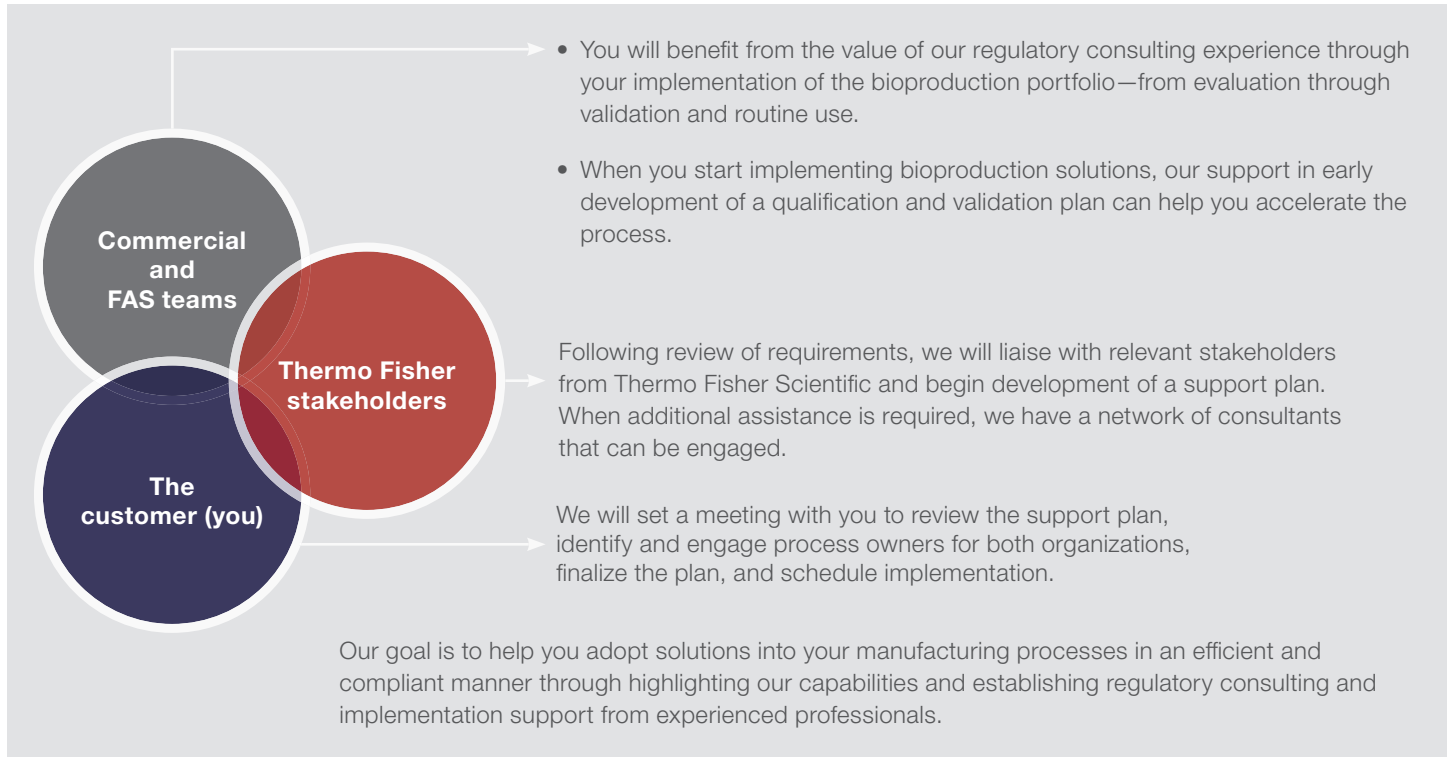 • You will benefit from the value of our regulatory consulting experience through
your implementation of the bioproduction portfolio—from evaluation through
validation and routine use.
• When you start implementing bioproduction solutions, our support in early
development of a qualification and validation plan can help you accelerate the
process.
Commercial
and
FAS teams
Thermo Fisher
stakeholders
Following review of requirements, we will liaise with relevant stakeholders
from Thermo Fisher Scientific and begin development of a support plan.
When additional assistance is required, we have a network of consultants
that can be engaged.
The
customer (you)
We will set a meeting with you to review the support plan,
identify and engage process owners for both organizations,
finalize the plan, and schedule implementation.
Our goal is to help you adopt solutions into your manufacturing processes in an efficient and
compliant manner through highlighting our capabilities and establishing regulatory consulting and
implementation support from experienced professionals.